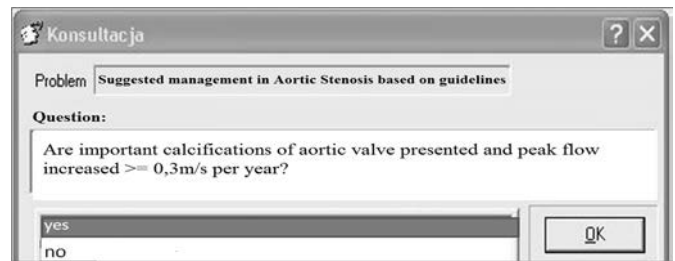 Konsultacja
Problem Suggested management in Aortic Stenosis based on guidelines
Question:
Are important calcifications of aortic valve presented and peak flow
increased >= 0,3m/s per year?
yes
OK
no